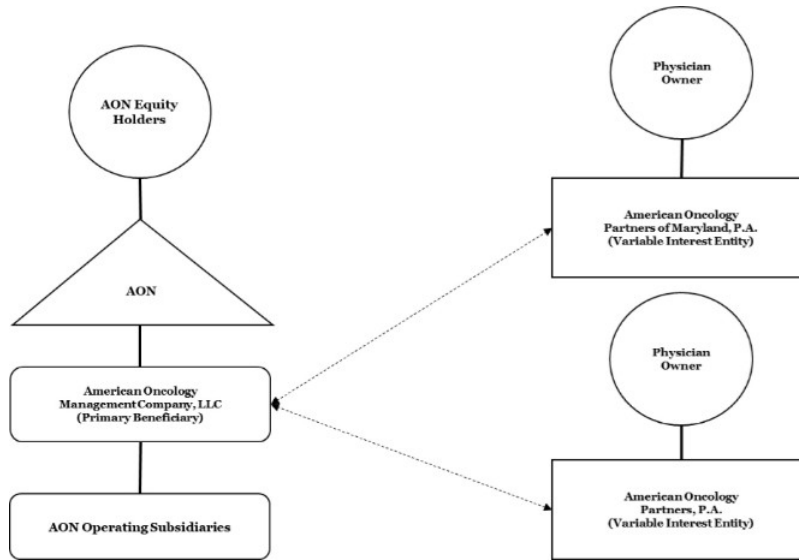 AON Equity
Holders
AON
American Oncology
Management Company, LLC
(Primary Beneficiary)
AON Operating Subsidiaries
Physician
Owner
American Oncology
Partners of Maryland, P.A.
(Variable Interest Entity)
Physician
Owner
American Oncology
Partners, P.A.
(Variable Interest Entity)